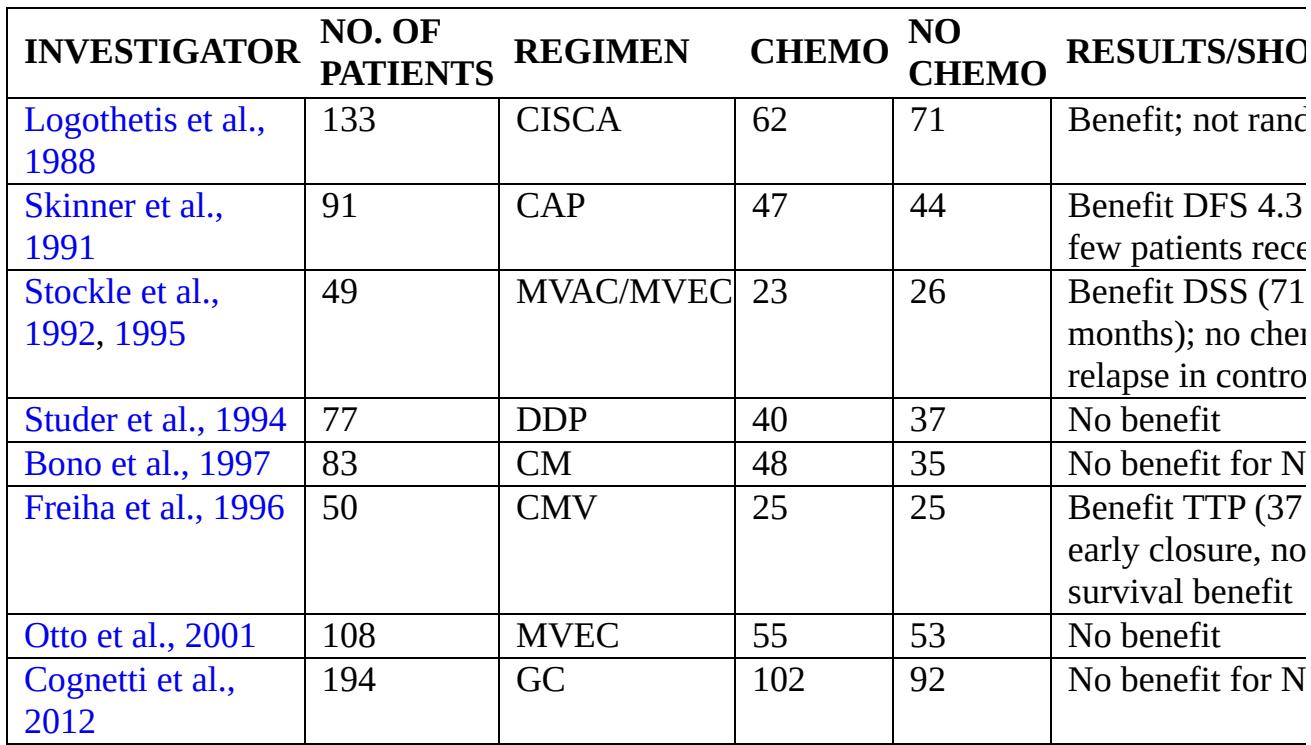 INVESTIGATOR NO. OF PATIENTS REGIMEN CHEMO NO CHEMO RESULTS/SHO
Logothetis et al., 133 CISCA 62 71 Benefit; not rand
1988
Skinner et al., 91 CAP 47 44 Benefit DFS 4.3
1991 few patients rece
Stockle et al., 49 MVAC/MVEC 23 26 Benefit DSS (71
1992, 1995 months); no cher
relapse in contro
Studer et al., 1994 77 DDP 40 37 No benefit
Bono et al., 1997 83 CM 48 35 No benefit for N
Freiha et al., 1996 50 CMV 25 25 Benefit TTP (37
early closure, no
survival benefit
Otto et al., 2001 108 MVEC 55 53 No benefit
Cognetti et al., 194 GC 102 92 No benefit for N
2012